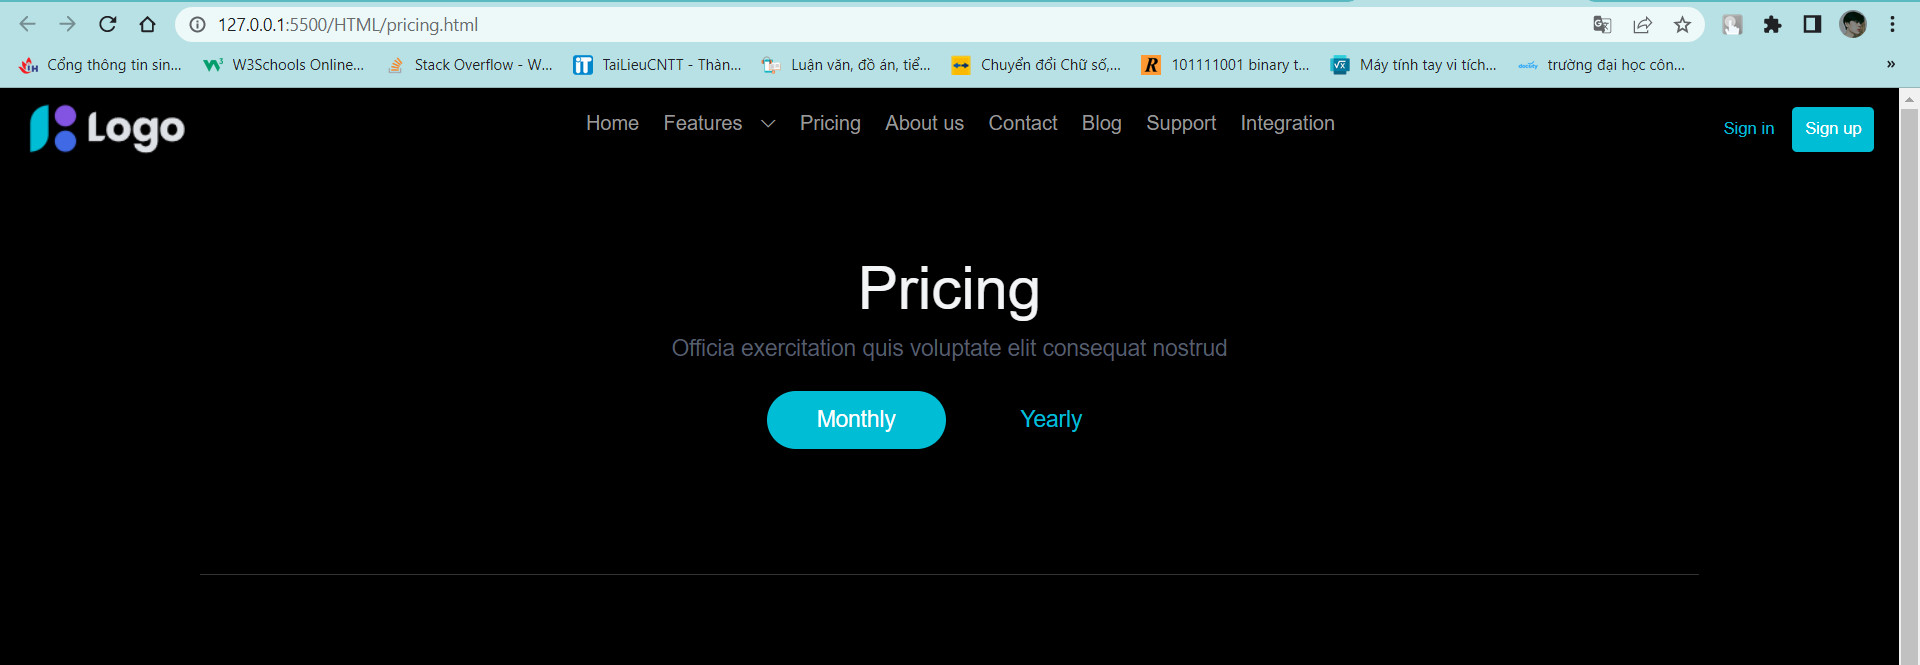 127.0.0.1:5500/HTML/pricing.html
Cổng thông tin sin... W3Schools Online... Stack Overflow - W... TaiLieuCNTT - Thàn... Luận văn, đồ án, tiể... Chuyển đổi Chữ số,... 101111001 binary t... Máy tính tay vi tích... trường đại học côn... »
Logo Home Features Pricing About us Contact Blog Support Integration Sign in Sign up
Pricing
Officia exercitation quis voluptate elit consequat nostrud
Monthly Yearly